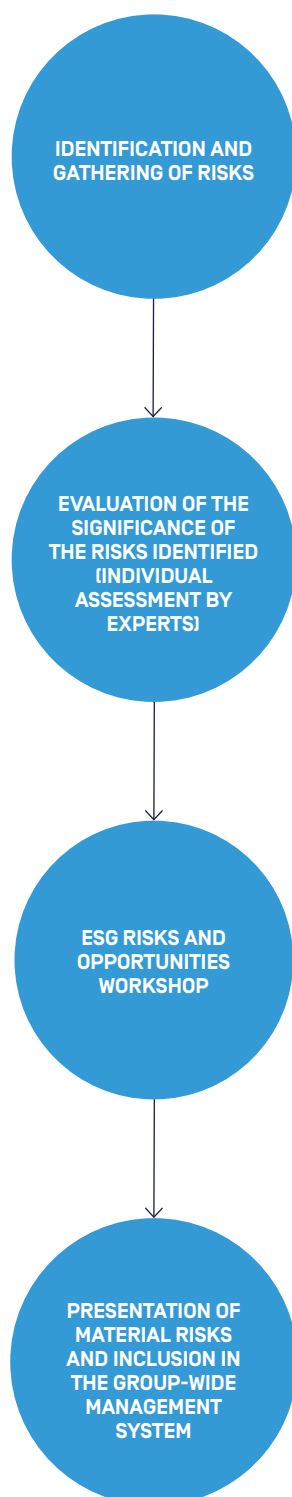 IDENTIFICATION AND
GATHERING OF RISKS
EVALUATION OF THE
SIGNIFICANCE OF
THE RISKS IDENTIFIED
(INDIVIDUAL
ASSESSMENT BY
EXPERTS)
ESG RISKS AND
OPPORTUNITIES
WORKSHOP
PRESENTATION OF
MATERIAL RISKS
AND INCLUSION IN
THE GROUP-WIDE
MANAGEMENT
SYSTEM